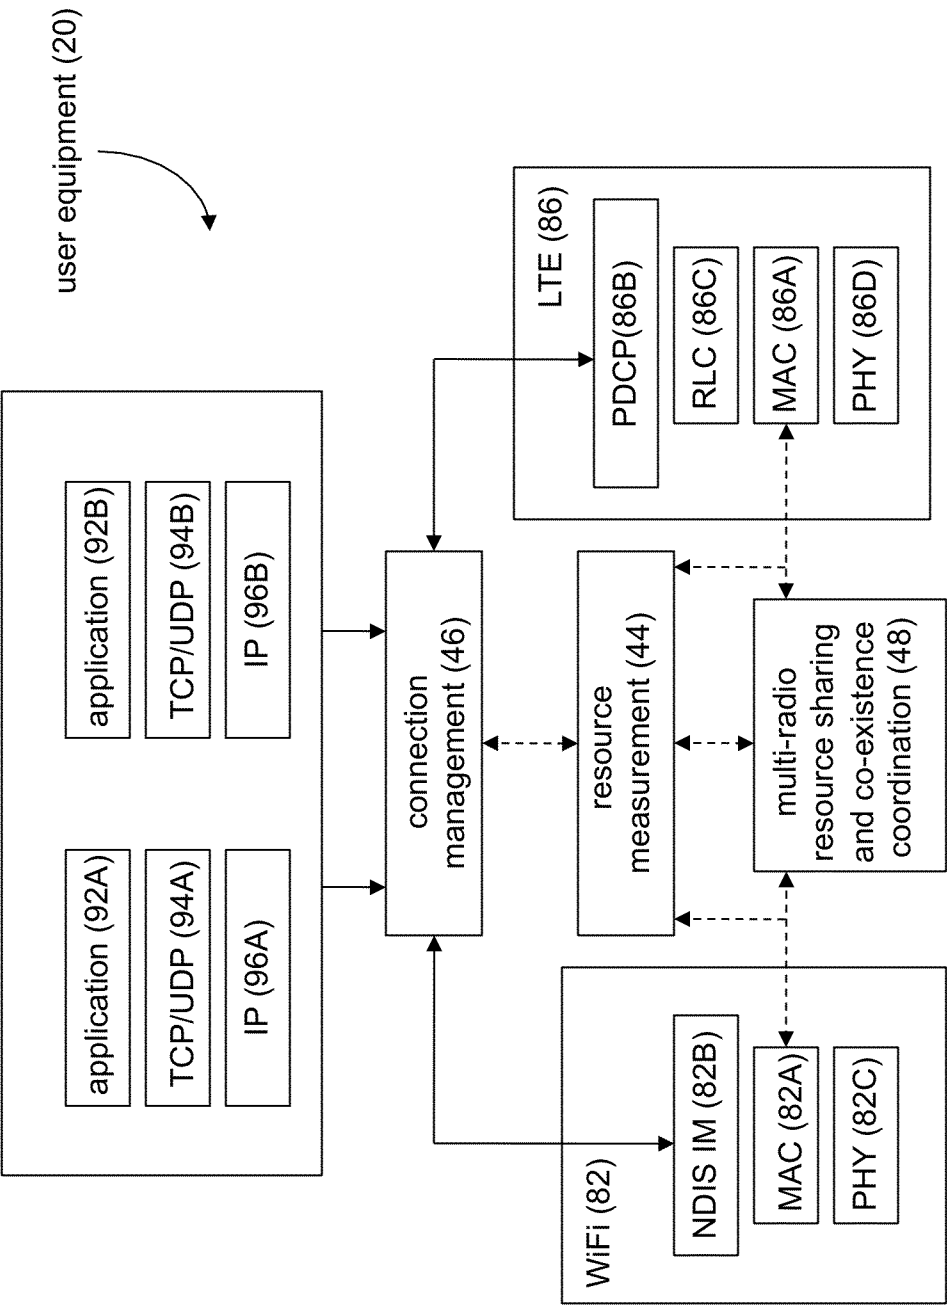 user equipment (20)
application (92A)
TCP/UDP (94A)
IP (96A)
application (92B)
TCP/UDP (94B)
IP (96B)
connection
management (46)
resource
measurement (44)
multi-radio
resource sharing
and co-existence
coordination (48)
WiFi (82)
NDIS IM (82B)
MAC (82A)
PHY (82C)
LTE (86)
PDCP(86B)
RLC (86C)
MAC (86A)
PHY (86D)